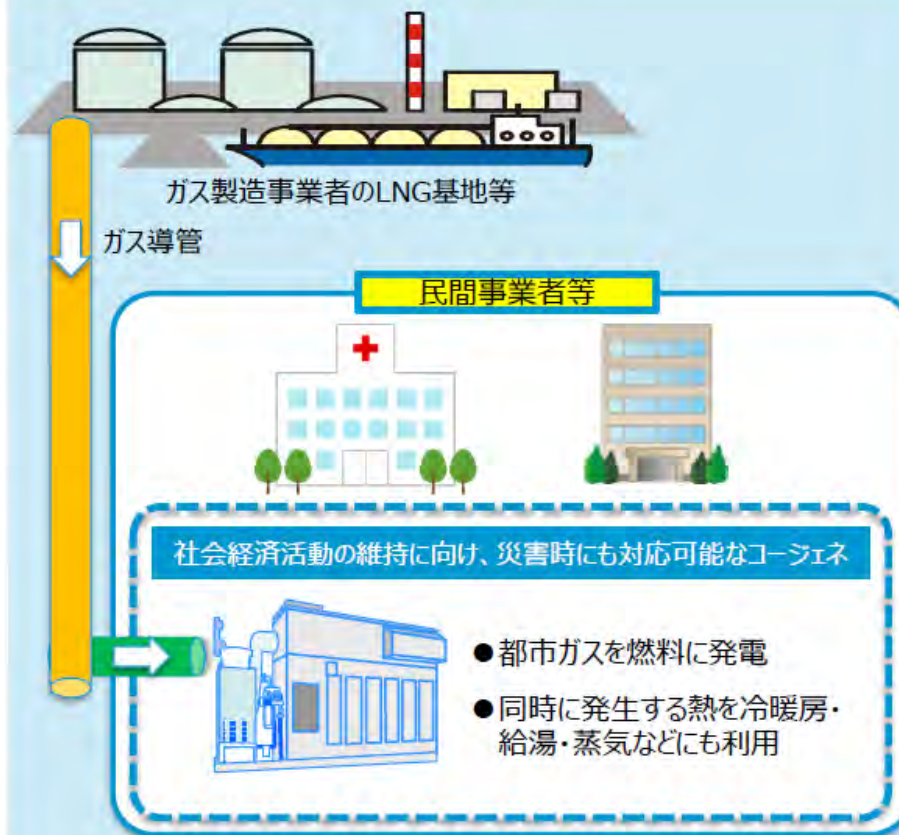 ガス製造事業者のLNG基地等
ガス導管
民間事業者等
社会経済活動の維持に向け、災害時にも対応可能なコージェネ
●都市ガスを燃料に発電
●同時に発生する熱を冷暖房・
給湯・蒸気などにも利用